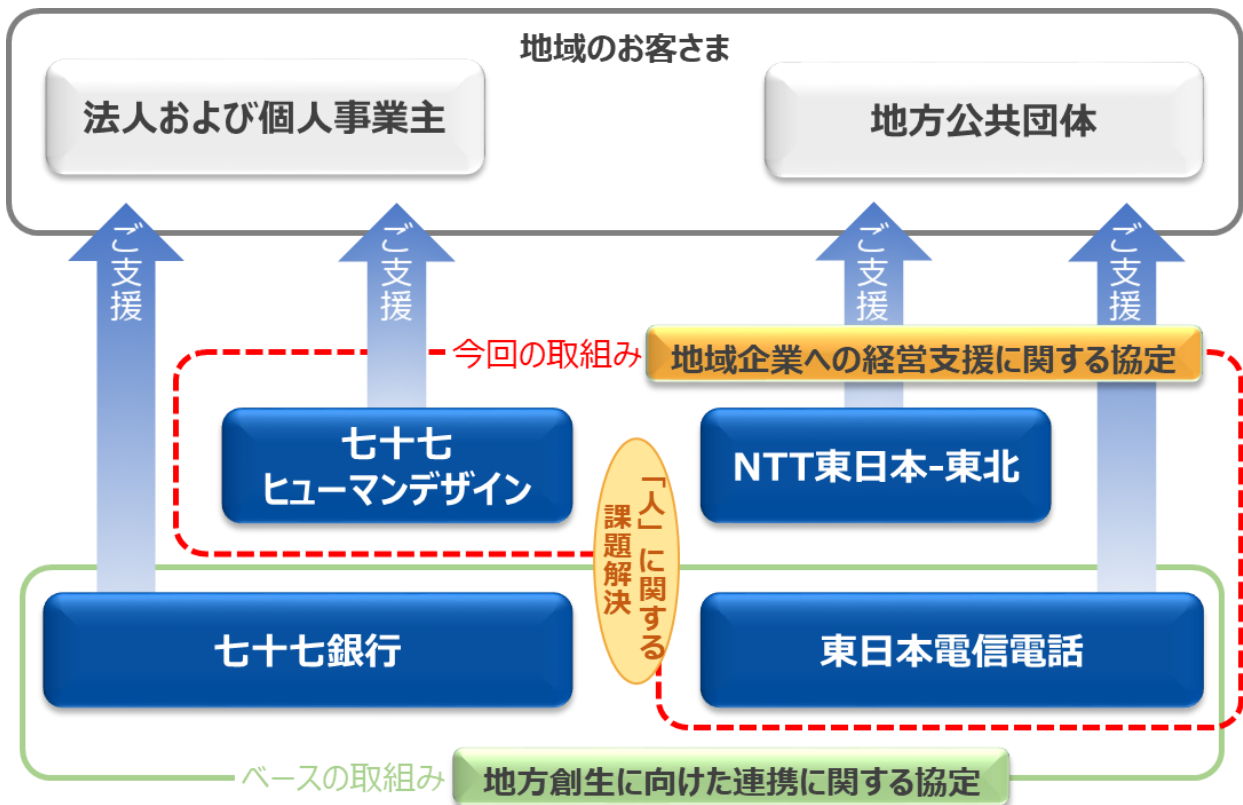 地域のお客さま
法人および個人事業主
地方公共団体
ご支援
ご支援
ご支援
ご支援
今回の取組み
地域企業への経営支援に関する協定
七十七
ヒューマンデザイン
NTT東日本-東北
「人」に関する
課題解決
七十七銀行
東日本電信電話
ベースの取組み
地方創生に向けた連携に関する協定